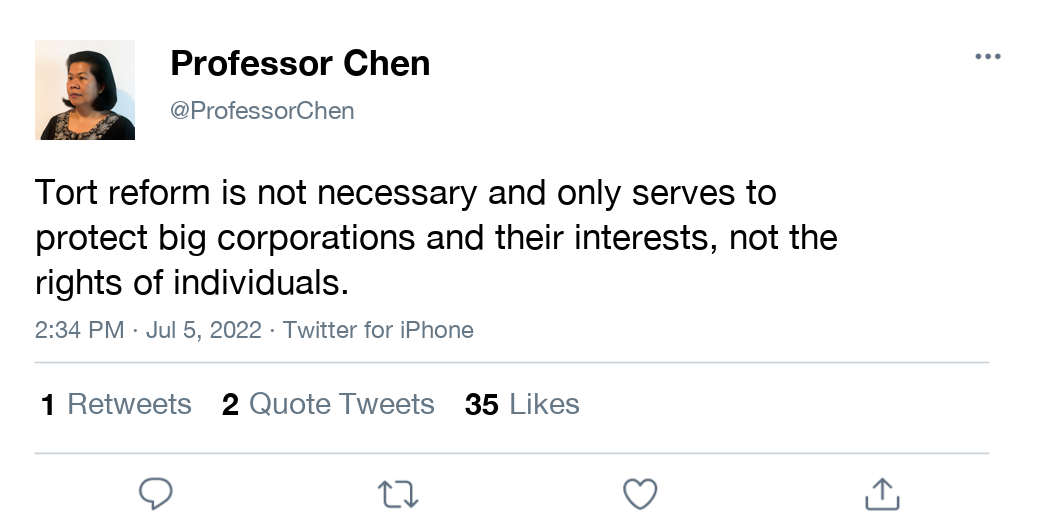 Professor Chen
@ProfessorChen
Tort reform is not necessary and only serves to
protect big corporations and their interests, not the
rights of individuals.
2:34 PM · Jul 5, 2022 · Twitter for iPhone
1 Retweets 2 Quote Tweets 35 Likes